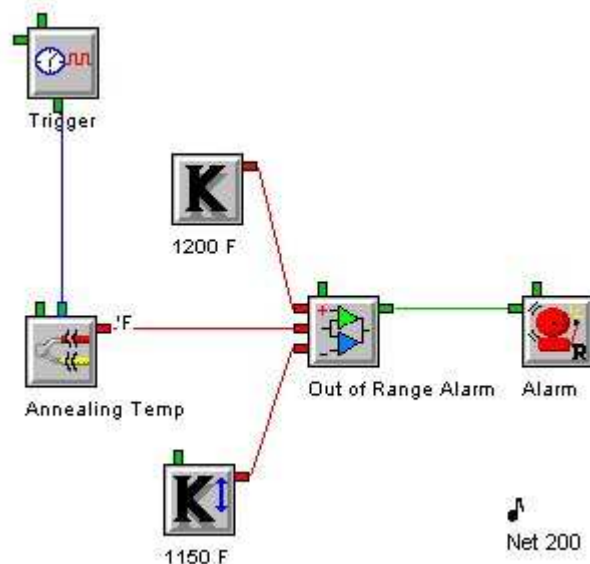 Trigger
K
1200 F
°F
+
-
Out of Range Alarm
R
Alarm
Annealing Temp
K
1150 F
Net 200